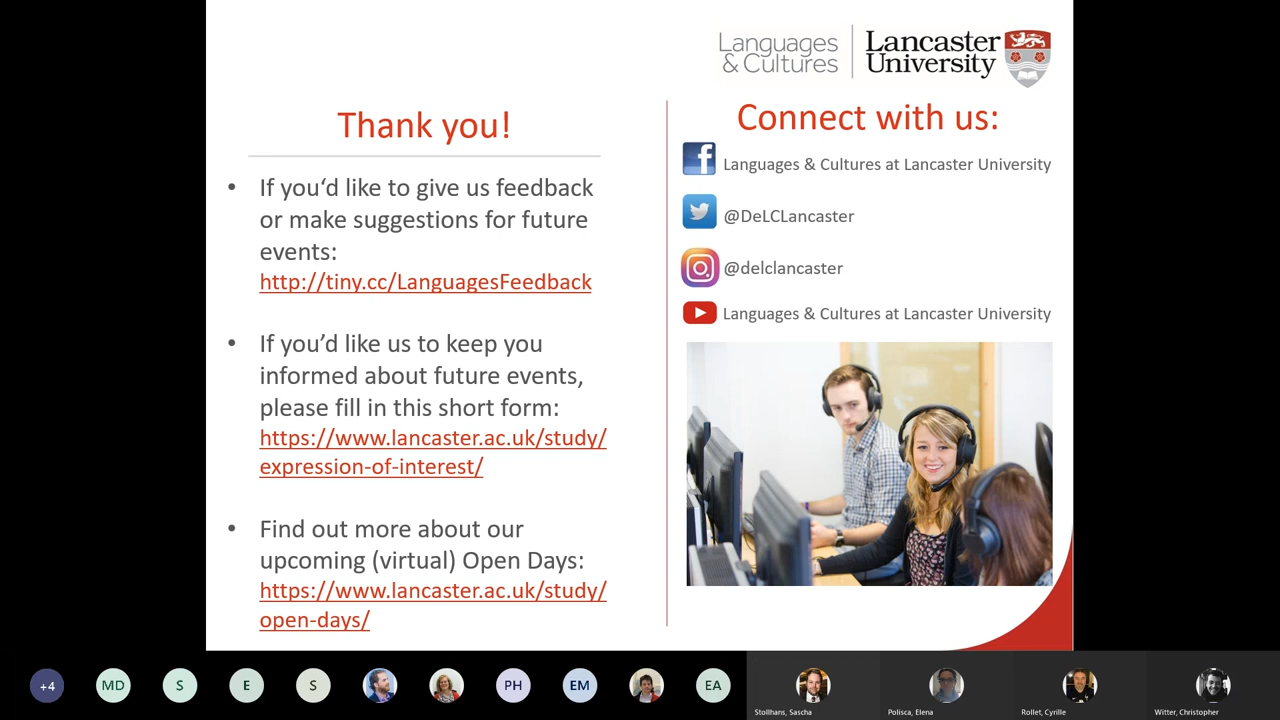 Languages
& Cultures
Lancaster
University
Thank you!
• If you‘d like to give us feedback
or make suggestions for future
events:
http://tiny.cc/LanguagesFeedback
• If you’d like us to keep you
informed about future events,
please fill in this short form:
https://www.lancaster.ac.uk/study/
expression-of-interest/
• Find out more about our
upcoming (virtual) Open Days:
https://www.lancaster.ac.uk/study/
open-days/
Connect with us:
Languages & Cultures at Lancaster University
@DeLCLancaster
@delclancaster
Languages & Cultures at Lancaster University
+4
MD
S
E
S
PH
EM
EA
Stollhans, Sascha
Polisca, Elena
Rollet, Cyrille
Witter, Christopher